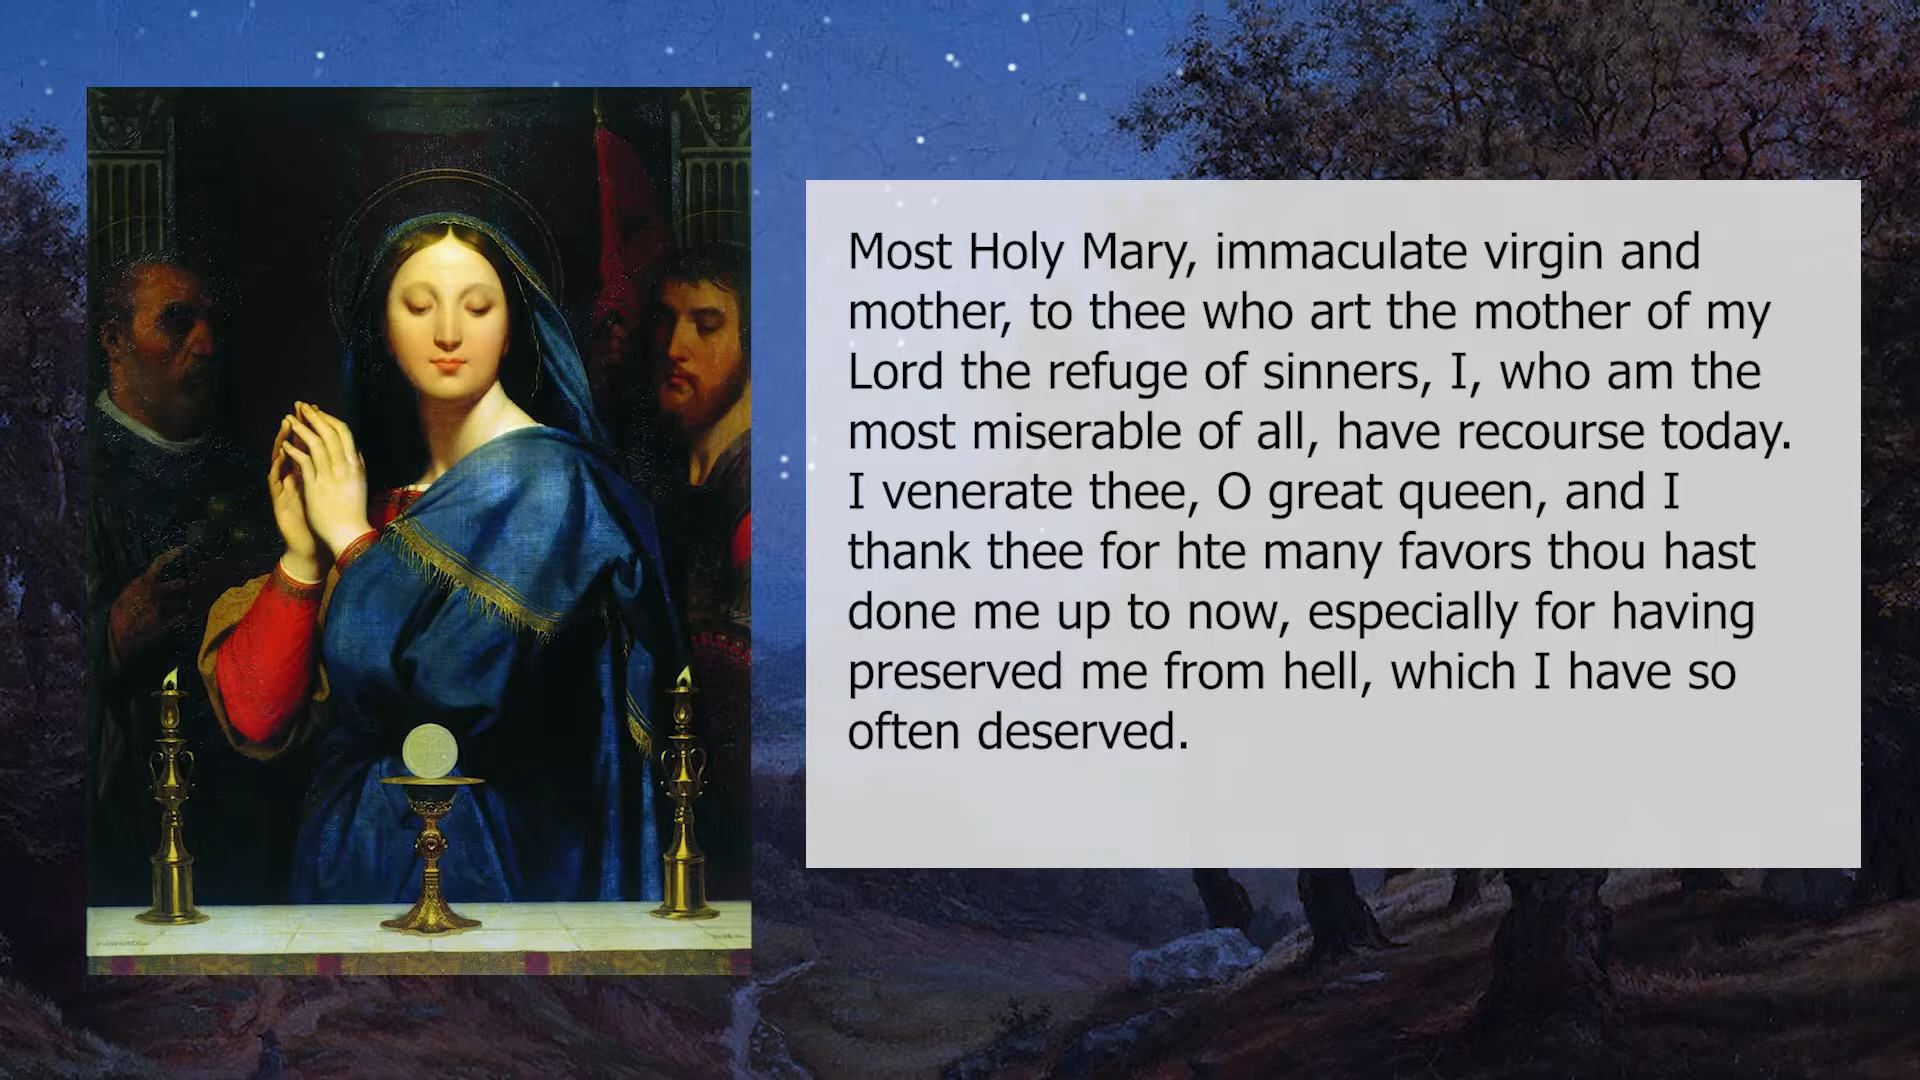 Most Holy Mary, immaculate virgin and
mother, to thee who art the mother of my
Lord the refuge of sinners, I, who am the
most miserable of all, have recourse today.
I venerate thee, O great queen, and I
thank thee for hte many favors thou hast
done me up to now, especially for having
preserved me from hell, which I have so
often deserved.